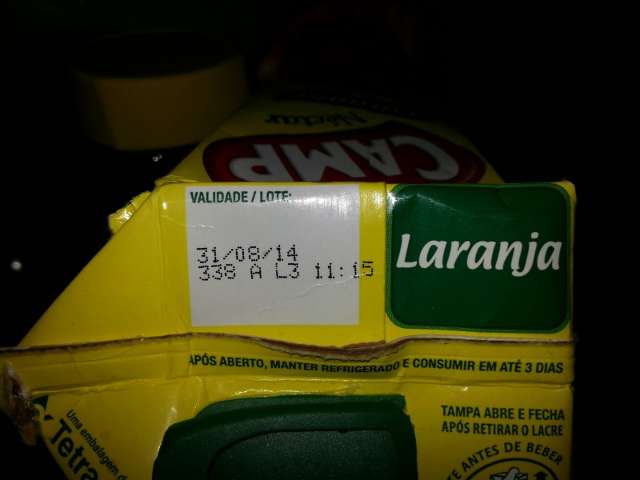 Néctar
CAMP
VALIDADE / LOTE:
31/08/14
338 A L3 11:15
Laranja
APÓS ABERTO, MANTER REFRIGERADO E CONSUMIR EM ATÉ 3 DIAS
TAMPA ABRE E FECHA
APÓS RETIRAR O LACRE
Uma embalagem
Tetra
ANTES DE BEBER